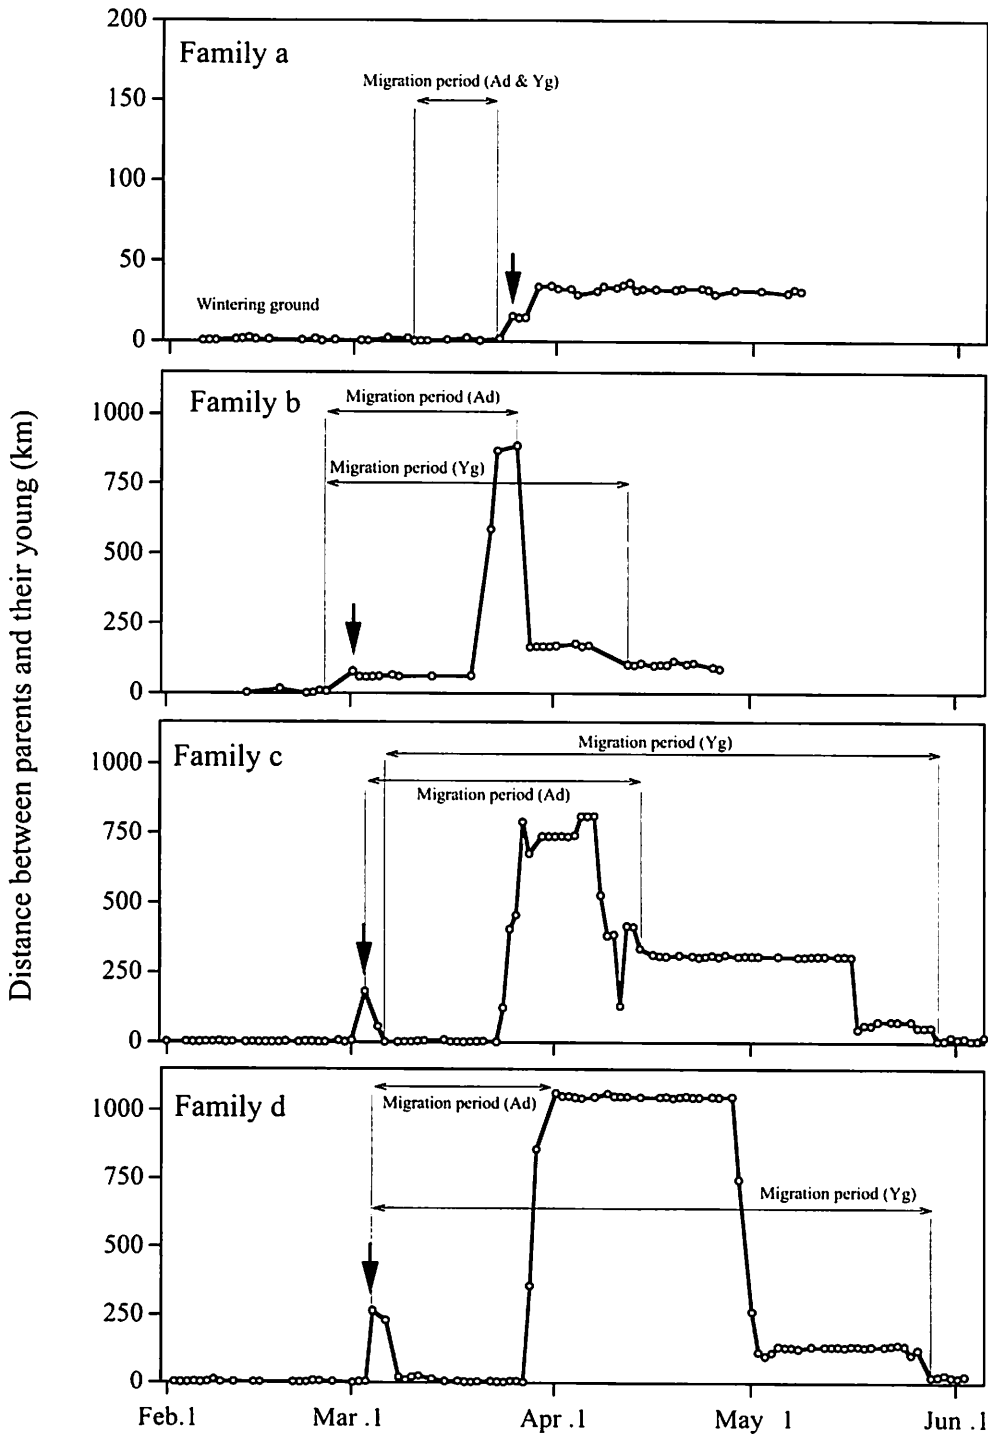 Distance between parents and their young (km)
200
150
100
50
0
Family a
Migration period (Ad & Yg)
Wintering ground
1000
750
500
250
0
Family b
Migration period (Ad)
Migration period (Yg)
1000
750
500
250
0
Family c
Migration period (Yg)
Migration period (Ad)
1000
750
500
250
0
Family d
Migration period (Ad)
Migration period (Yg)
Feb.1 Mar .1 Apr .1 May 1 Jun .1